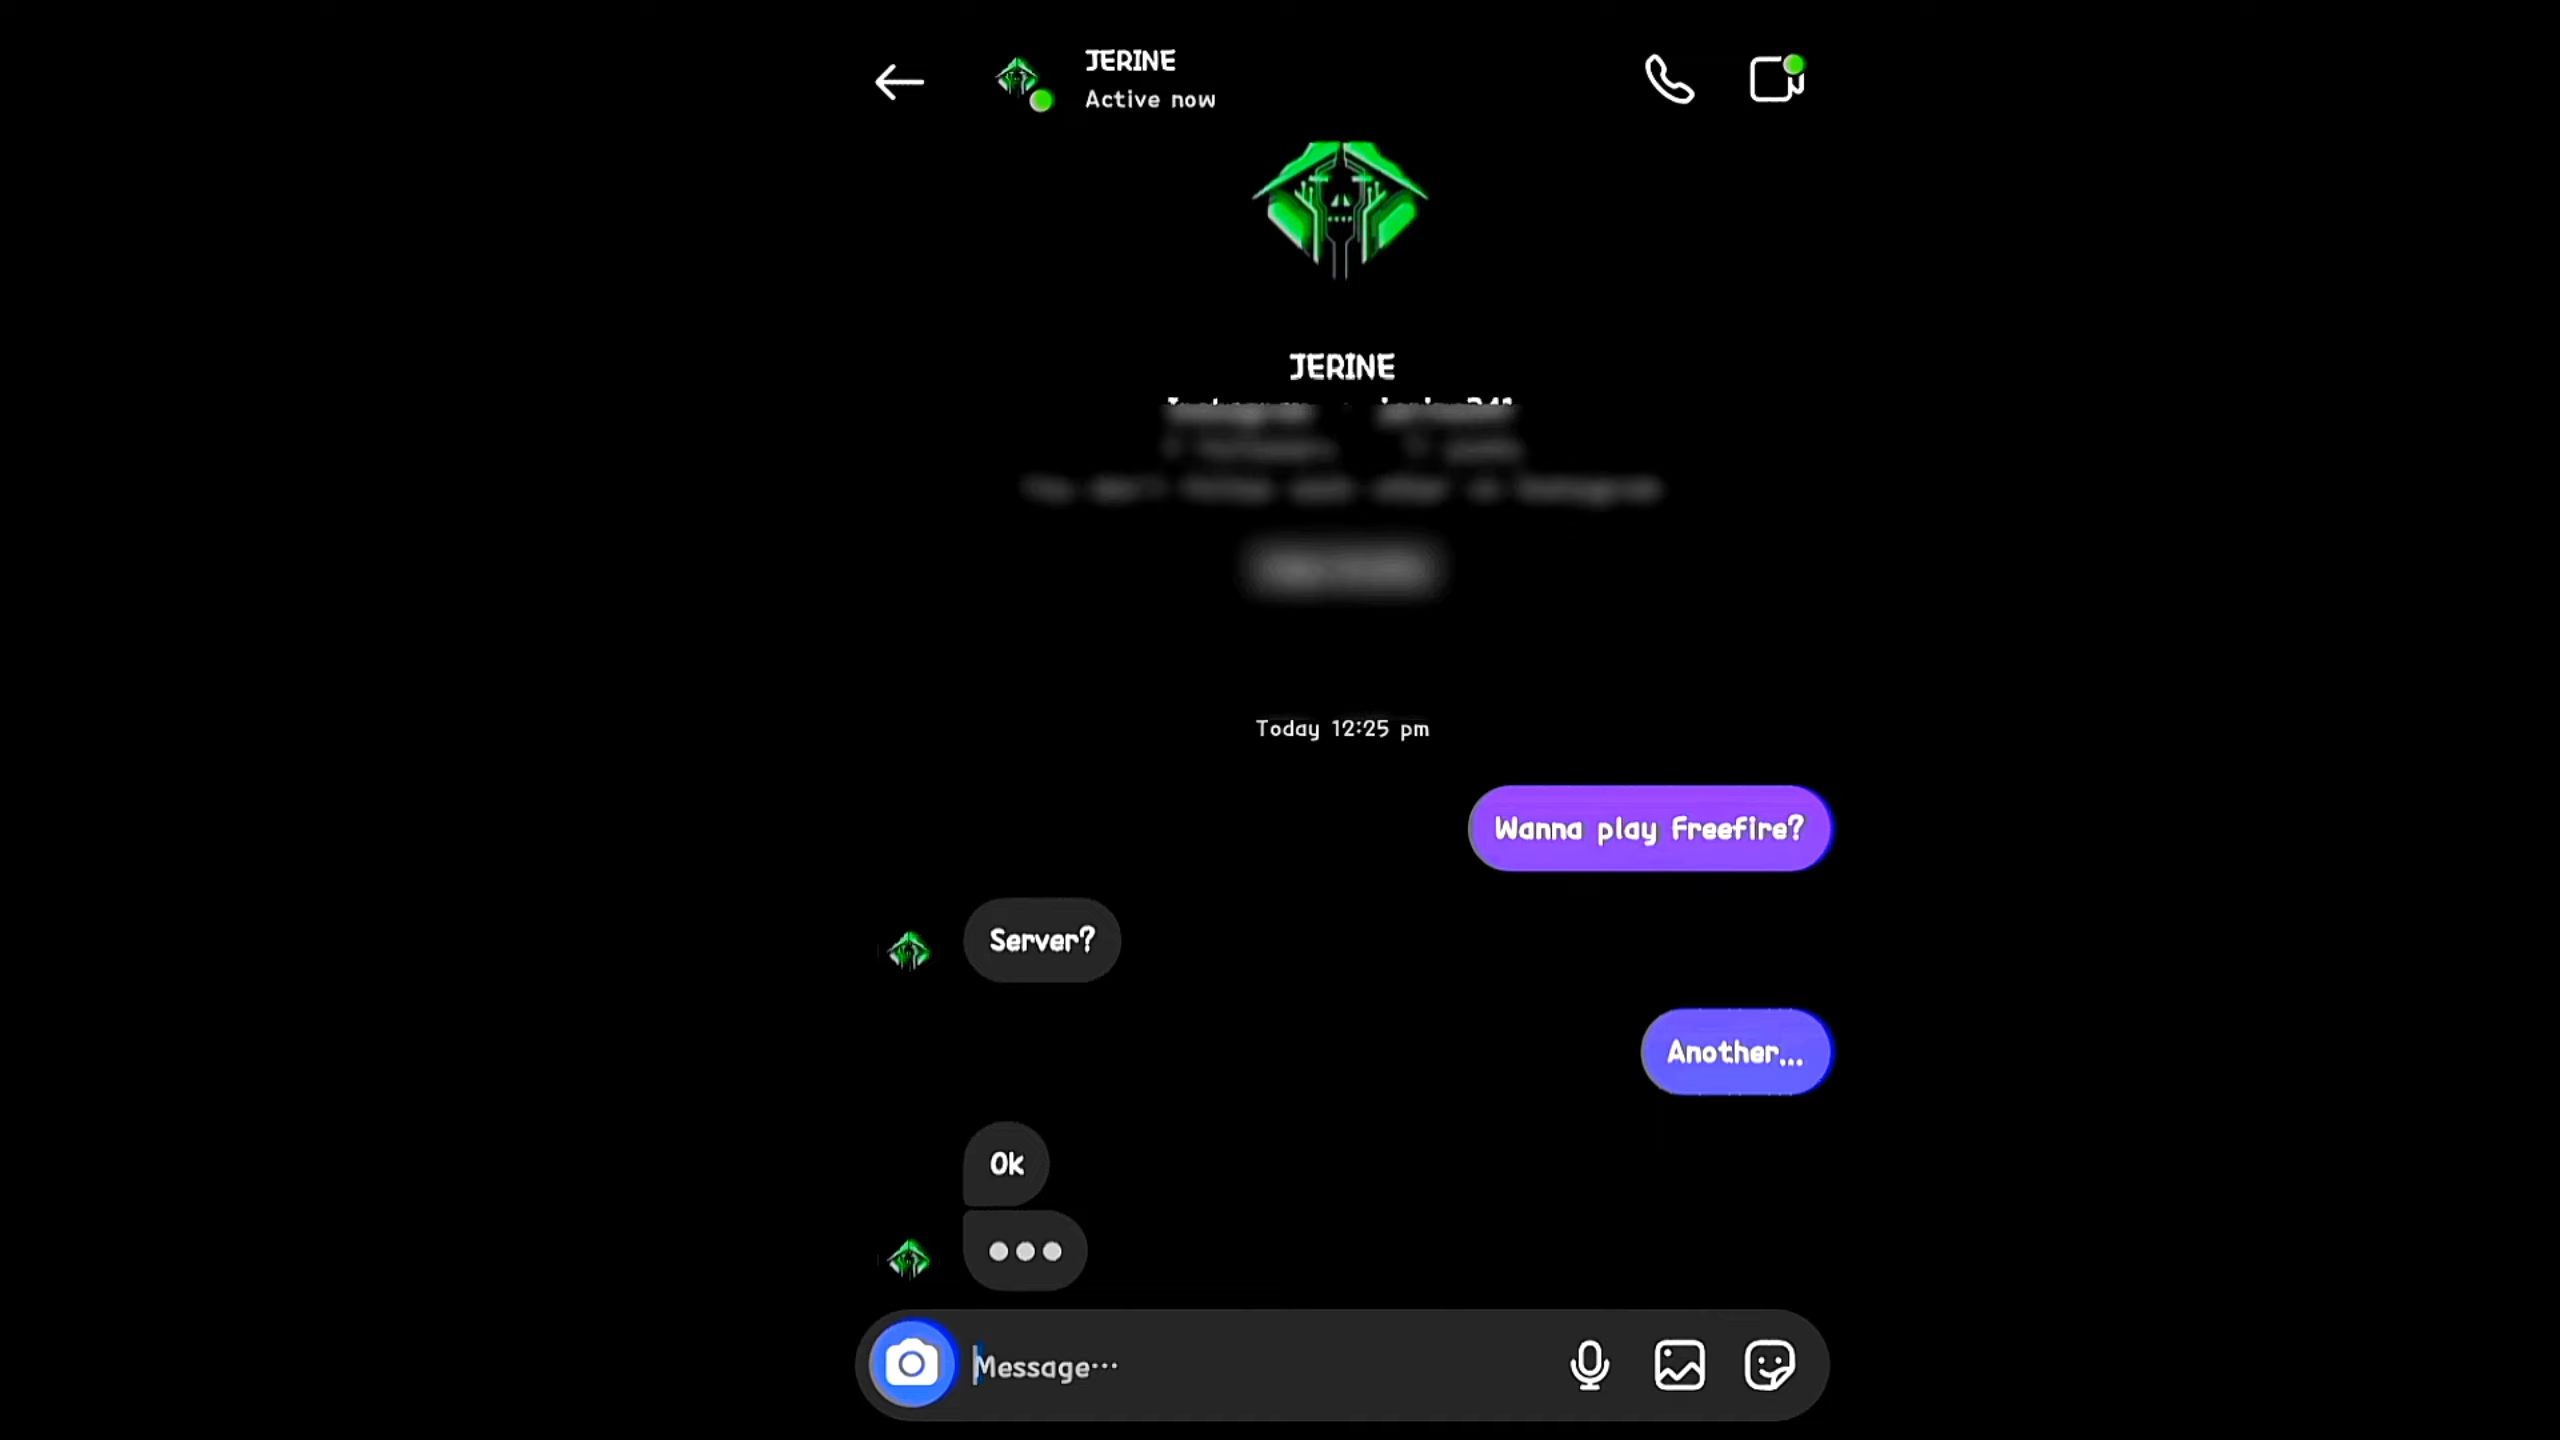 JERINE
Active now
JERINE
Today 12:25 pm
Wanna play Freefire?
Server?
Another...
Ok
Message...